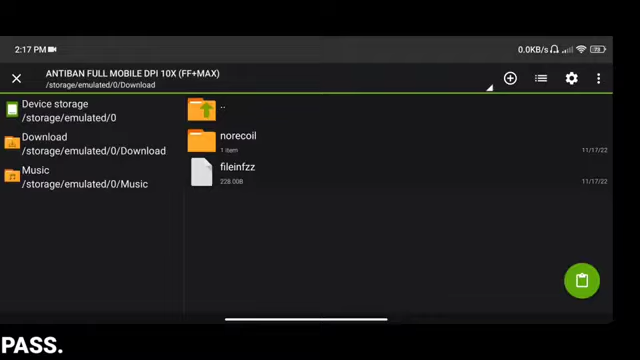 2:17 PM
0.0KB/s
73
ANTIBAN FULL MOBILE DPI 10X (FF+MAX)
/storage/emulated/0/Download
Device storage
/storage/emulated/0
..
Download
/storage/emulated/0/Download
norecoil
1 item
11/17/22
Music
/storage/emulated/0/Music
fileinfzz
228.00B
11/17/22
PASS.